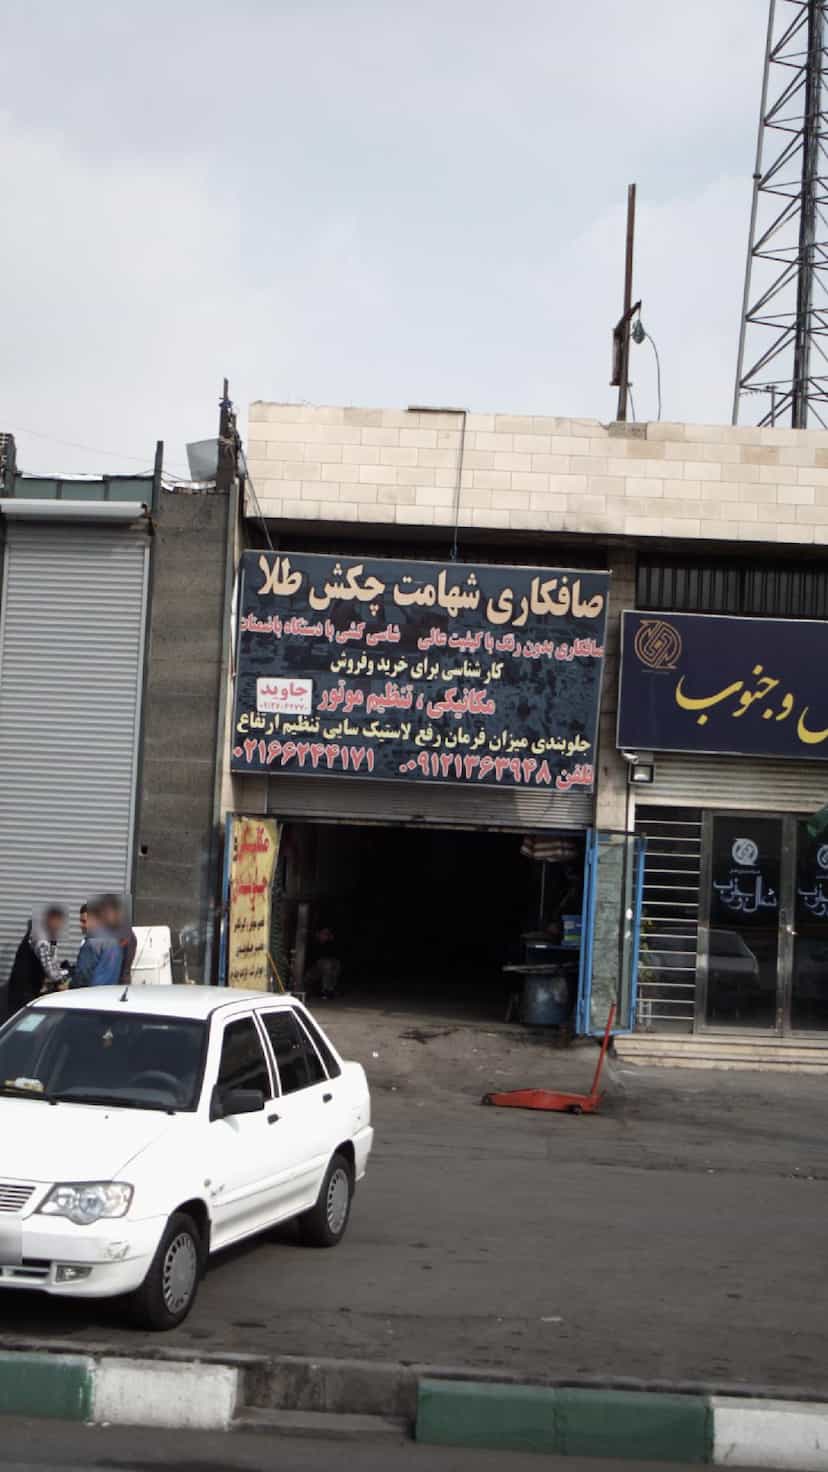 صافکاری شهامت چکش طلا
صافکاری بدون رنگ با کیفیت عالی شاسی کشی با دستگاه باضمانت
کارشناسی برای خرید وفروش
مکانیکی ، تنظیم موتور جاوید
جلوبندی میزان فرمان رفع لاستیک سایی تنظیم ارتفاع
تلفن ۰۹۱۲۱۳۶۳۹۴۸ ۰۲۱۶۶۲۴۴۱۷۱
و جنوب